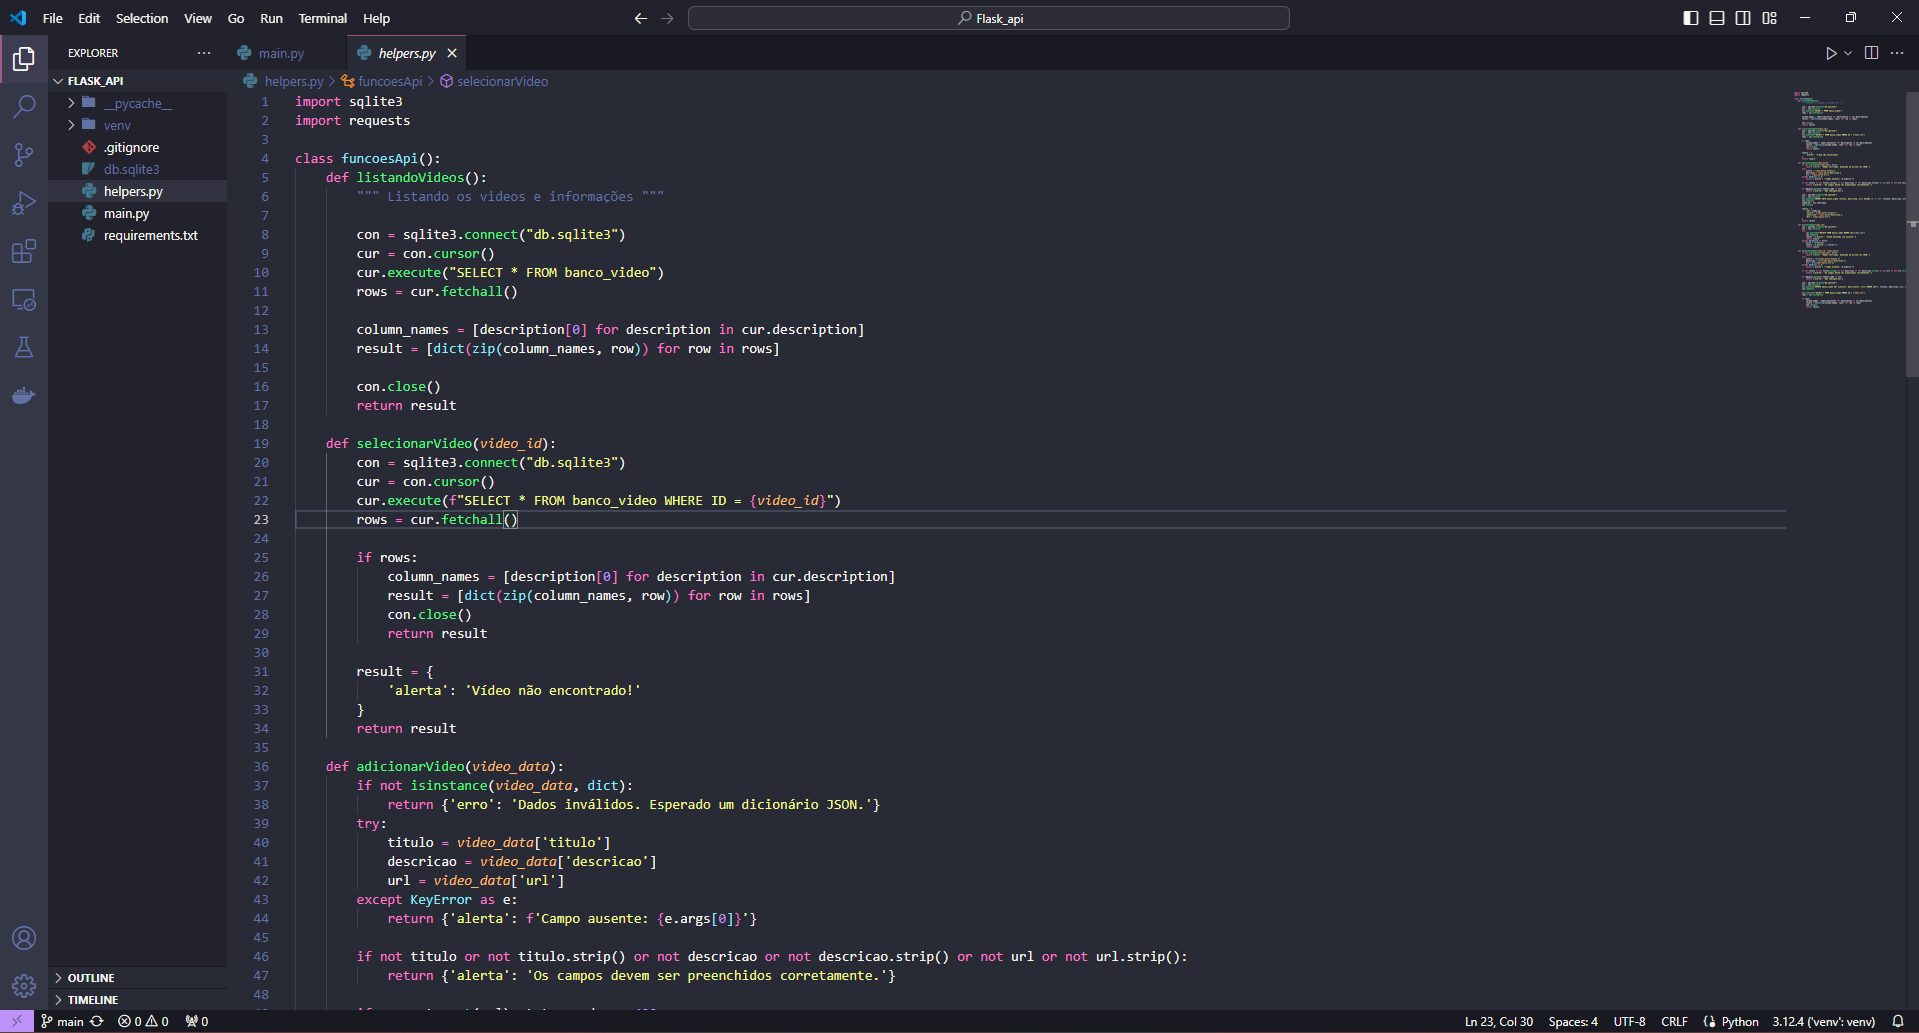 File Edit Selection View Go Run Terminal Help
Flask_api
EXPLORER
FLASK_API
__pycache__
venv
.gitignore
db.sqlite3
helpers.py
main.py
requirements.txt
OUTLINE
TIMELINE
main.py helpers.py
helpers.py > funcoesApi > selecionarVideo
1 import sqlite3
2 import requests
3
4 class funcoesApi():
5     def listandoVideos():
6         """ Listando os videos e informações """
7
8         con = sqlite3.connect("db.sqlite3")
9         cur = con.cursor()
10         cur.execute("SELECT * FROM banco_video")
11         rows = cur.fetchall()
12
13         column_names = [description[0] for description in cur.description]
14         result = [dict(zip(column_names, row)) for row in rows]
15
16         con.close()
17         return result
18
19     def selecionarVideo(video_id):
20         con = sqlite3.connect("db.sqlite3")
21         cur = con.cursor()
22         cur.execute(f"SELECT * FROM banco_video WHERE ID = {video_id}")
23         rows = cur.fetchall()
24
25         if rows:
26             column_names = [description[0] for description in cur.description]
27             result = [dict(zip(column_names, row)) for row in rows]
28             con.close()
29             return result
30
31         result = {
32             'alerta': 'Vídeo não encontrado!'
33         }
34         return result
35
36     def adicionarVideo(video_data):
37         if not isinstance(video_data, dict):
38             return {'erro': 'Dados inválidos. Esperado um dicionário JSON.'}
39         try:
40             titulo = video_data['titulo']
41             descricao = video_data['descricao']
42             url = video_data['url']
43         except KeyError as e:
44             return {'alerta': f'Campo ausente: {e.args[0]}'}
45
46         if not titulo or not titulo.strip() or not descricao or not descricao.strip() or not url or not url.strip():
47             return {'alerta': 'Os campos devem ser preenchidos corretamente.'}
48
main 0 0 0 Ln 23, Col 30 Spaces: 4 UTF-8 CRLF Python 3.12.4 ('venv': venv)